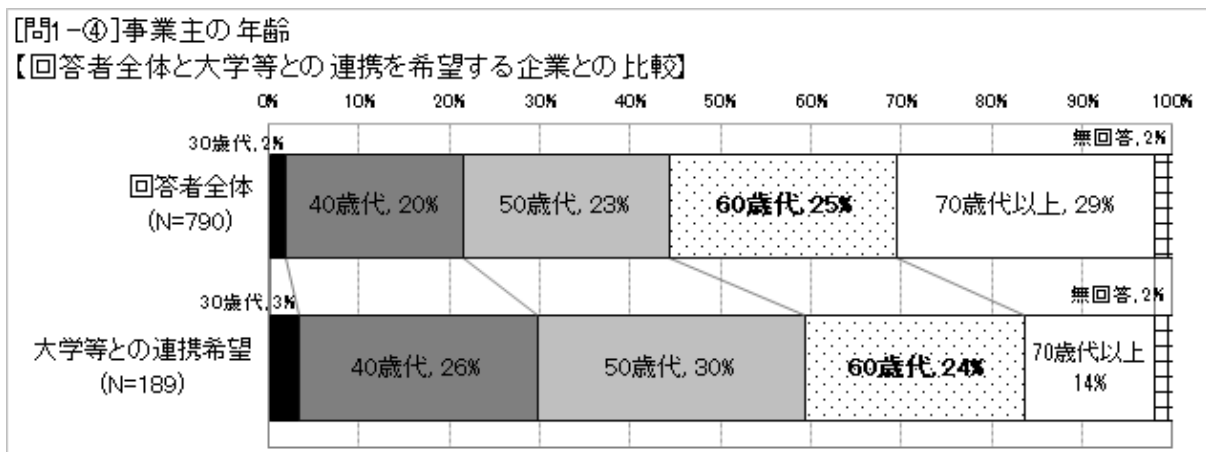 [問1-④]事業主の年齢
【回答者全体と大学等との連携を希望する企業との比較】
0% 10% 20% 30% 40% 50% 60% 70% 80% 90% 100%
30歳代, 2% 無回答, 2%
回答者全体
(N=790)
40歳代, 20% 50歳代, 23% 60歳代, 25% 70歳代以上, 29%
30歳代, 3% 無回答, 2%
大学等との連携希望
(N=189)
40歳代, 26% 50歳代, 30% 60歳代, 24% 70歳代以上
14%